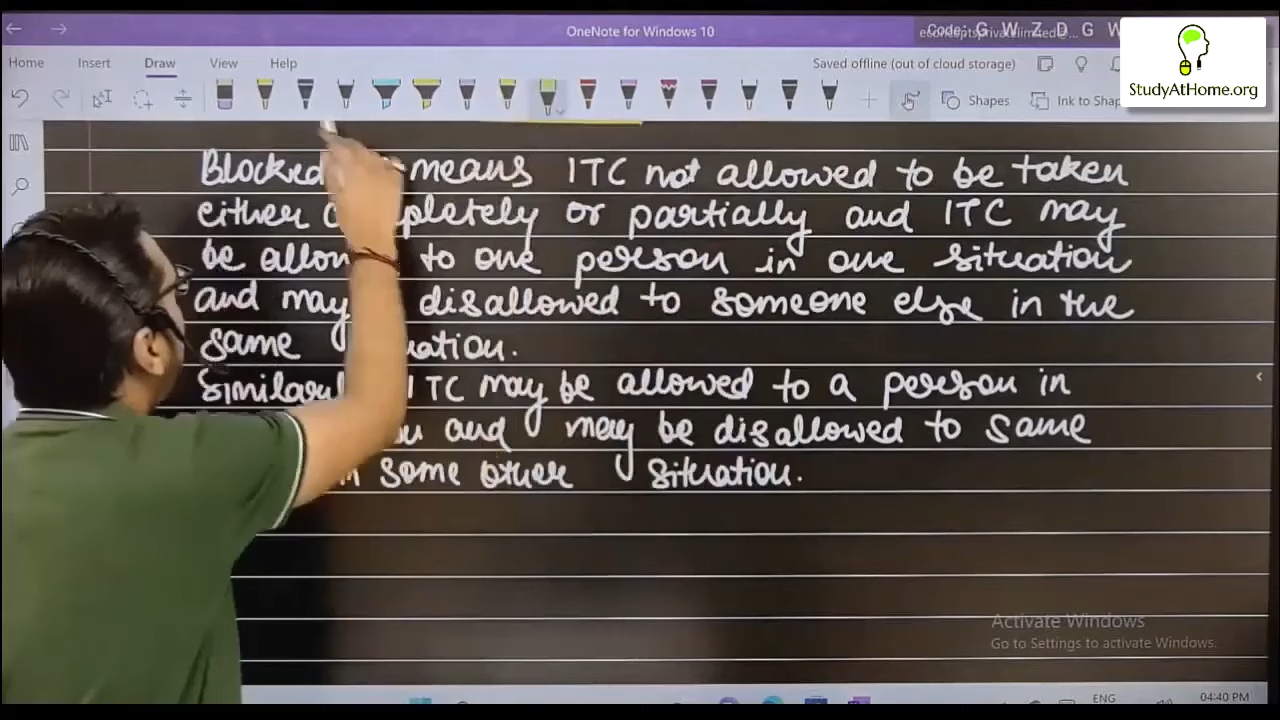 OneNote for Windows 10
Code: G W Z D G W
Home Insert Draw View Help
Saved offline (out of cloud storage)
StudyAtHome.org
Shapes
Ink to Shap
Blocked means ITC not allowed to be taken
either completely or partially and ITC may
be allow to one person in one situation
and may disallowed to someone else in the
same
Similarl ITC may be allowed to a person in
and may be disallowed to same
in some other situation.
Activate Windows
Go to Settings to activate Windows.
ENG
04:40 PM